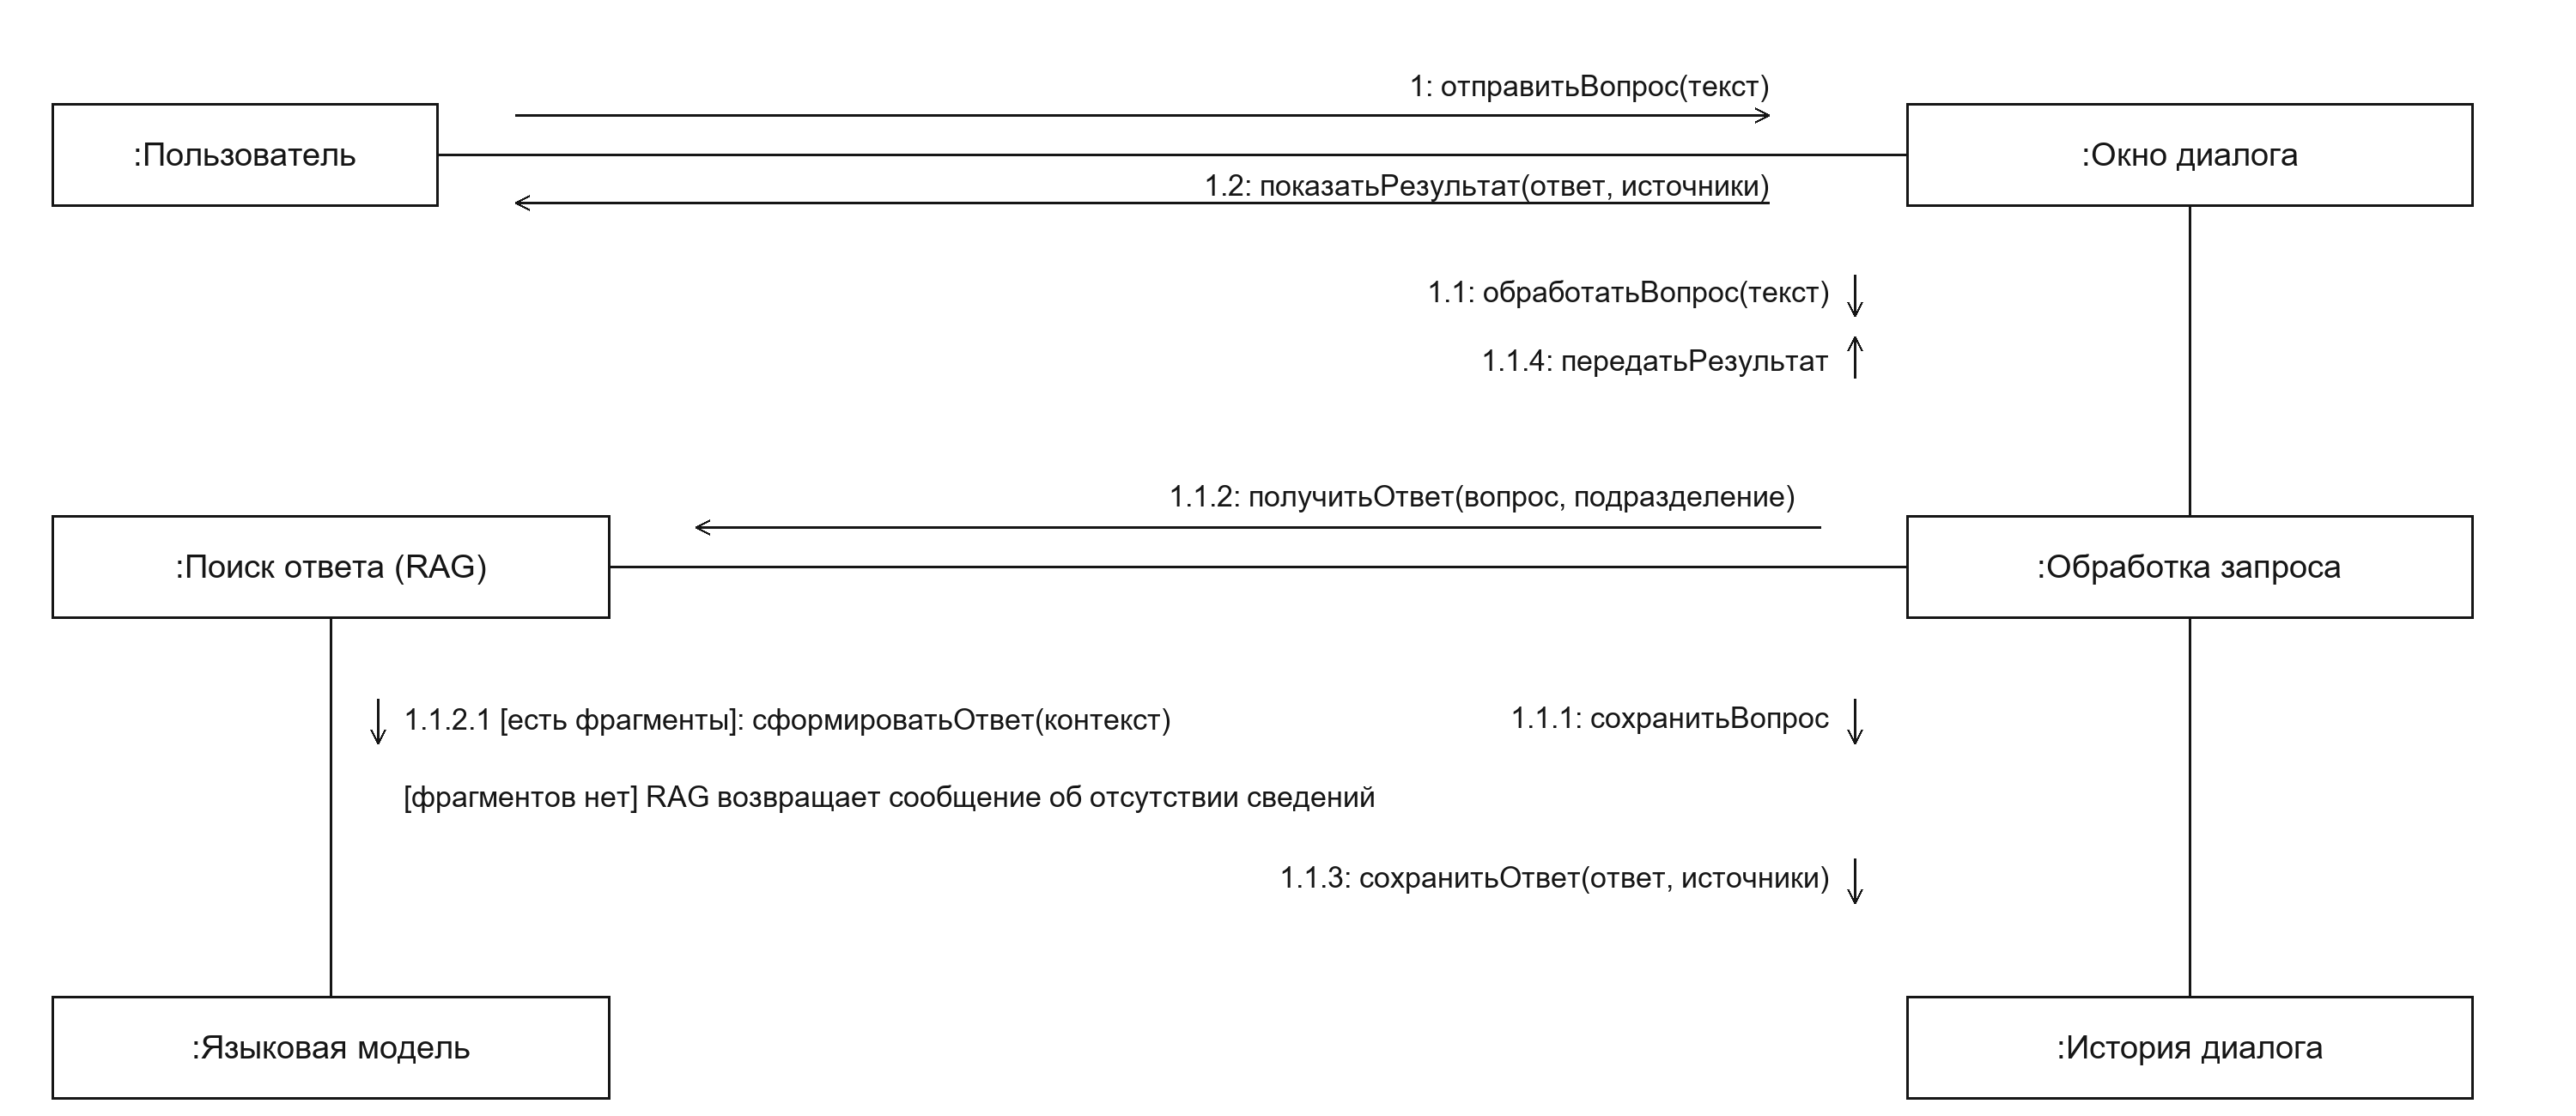 1: отправитьВопрос(текст)
:Пользователь
:Окно диалога
1.2: показатьРезультат(ответ, источники)
1.1: обработатьВопрос(текст)
1.1.4: передатьРезультат
1.1.2: получитьОтвет(вопрос, подразделение)
:Поиск ответа (RAG)
:Обработка запроса
1.1.2.1 [есть фрагменты]: сформироватьОтвет(контекст)
1.1.1: сохранитьВопрос
[фрагментов нет] RAG возвращает сообщение об отсутствии сведений
1.1.3: сохранитьОтвет(ответ, источники)
:Языковая модель
:История диалога